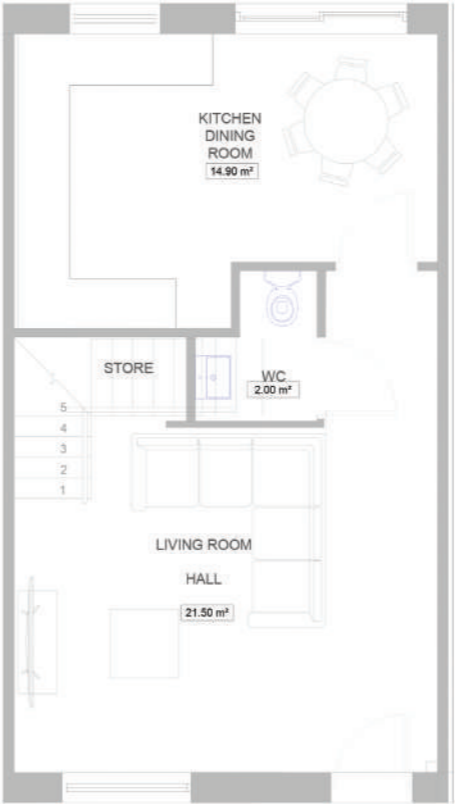 KITCHEN
DINING
ROOM
14.90 m²
STORE
WC
2.00 m²
5
4
3
2
1
LIVING ROOM
HALL
21.50 m²